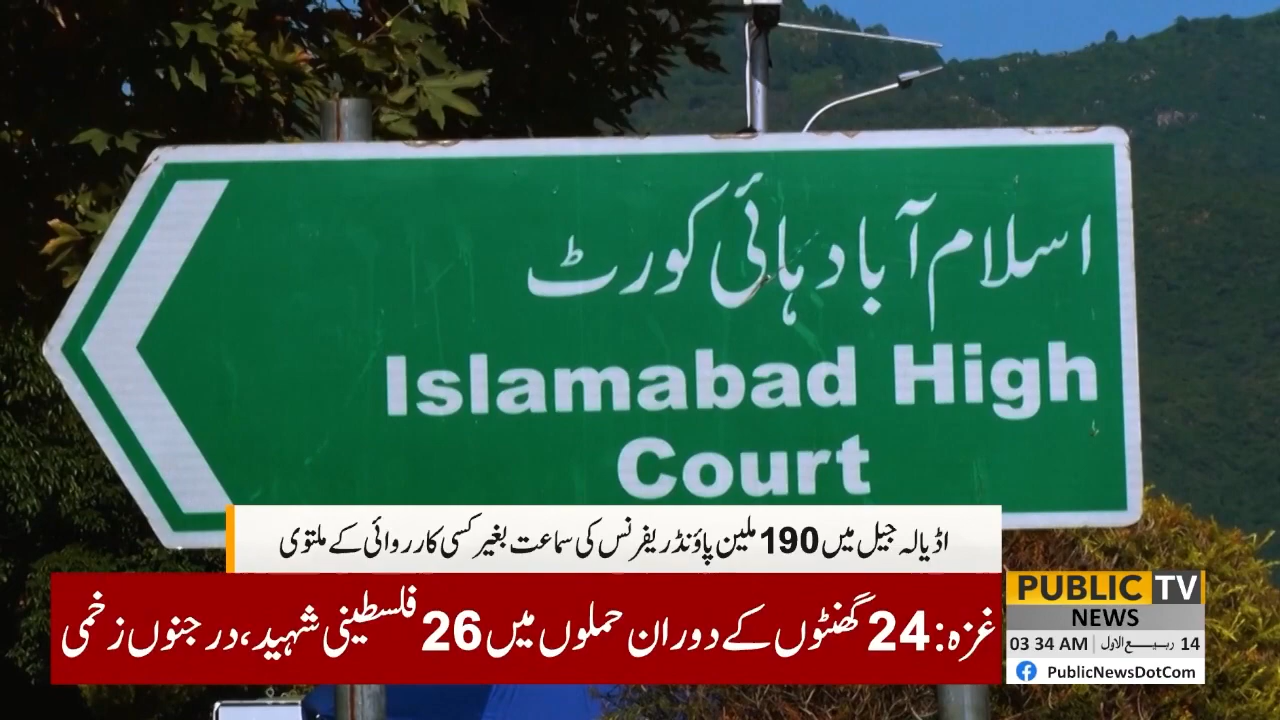 اسلام آباد ہائی کورٹ
Islamabad High
Court
اڈیالہ جیل میں 190 ملین پاؤنڈ ریفرنس کی سماعت بغیر کسی کارروائی کے ملتوی
غزہ: 24 گھنٹوں کے دوران حملوں میں 26 فلسطینی شہید، درجنوں زخمی
PUBLIC TV
NEWS
03 34 AM | 14 ربیع الاول
PublicNewsDotCom